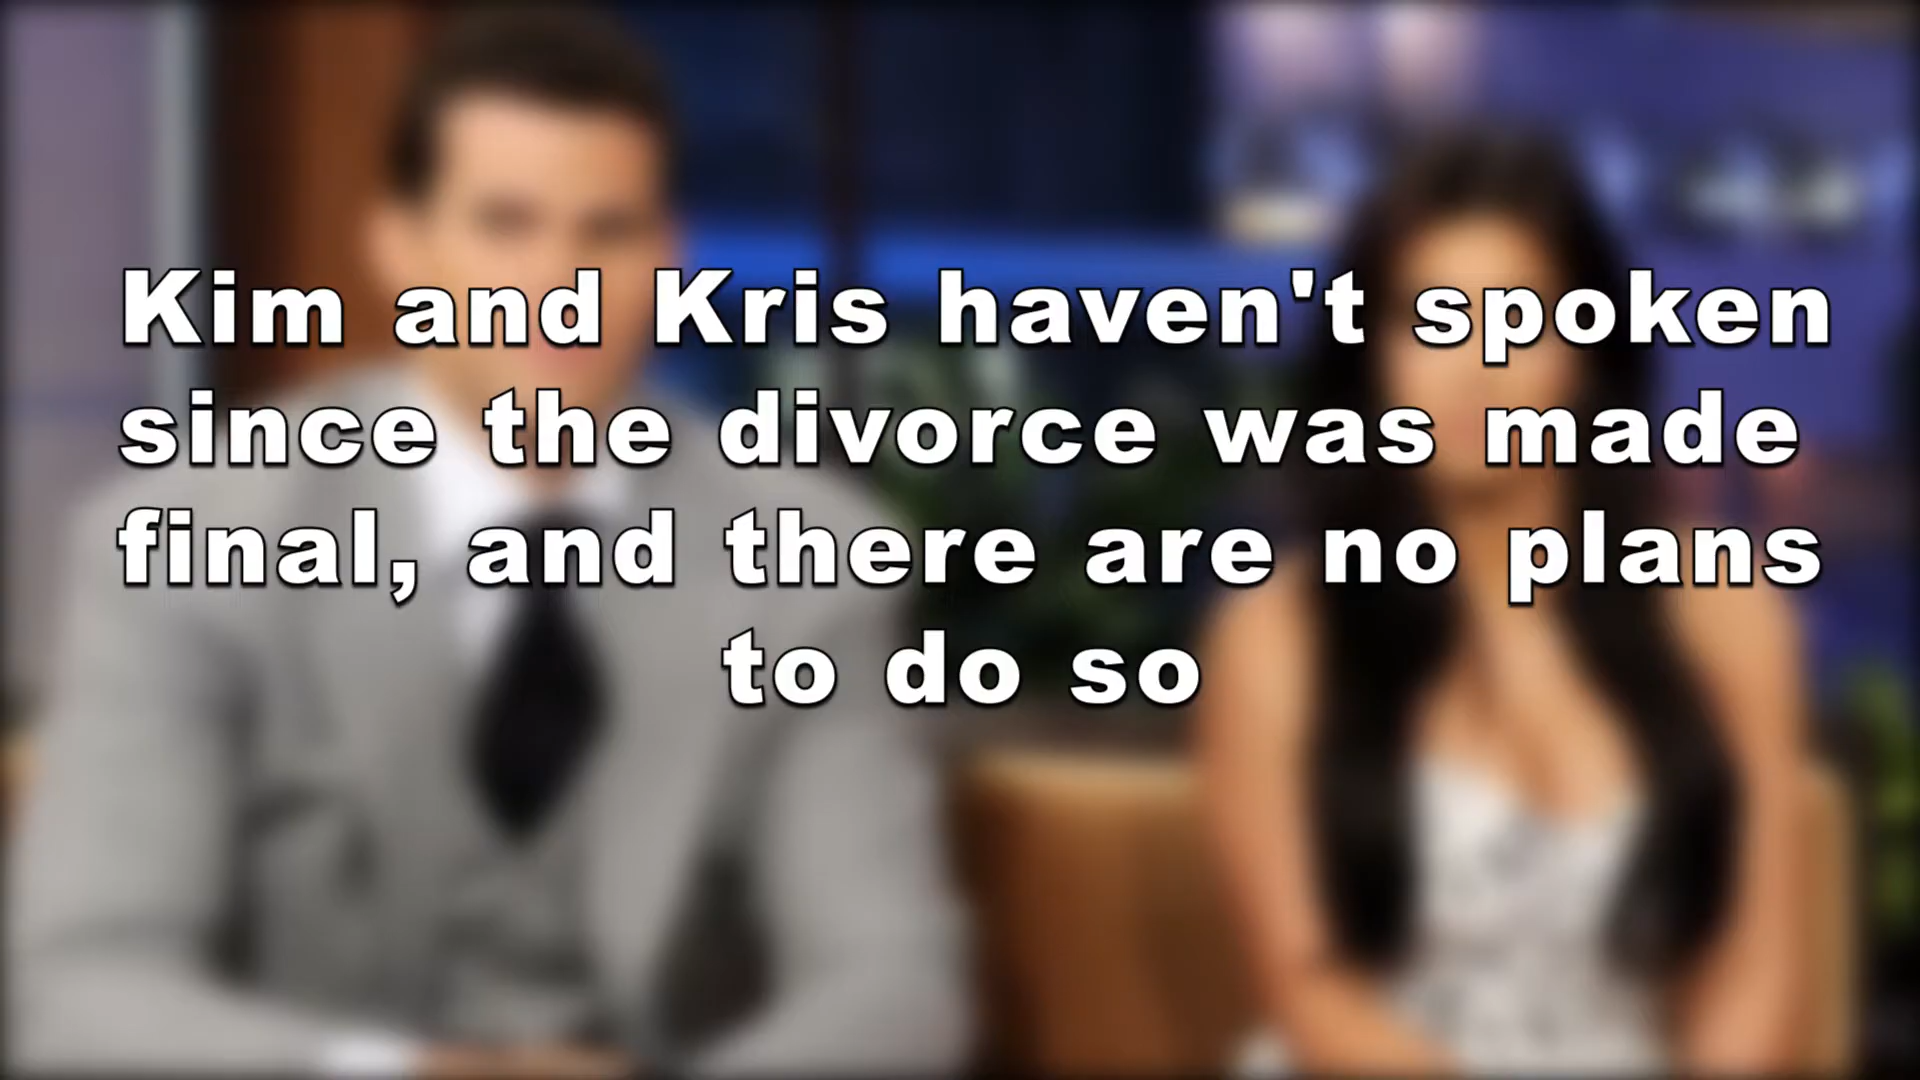 Kim and Kris haven't spoken
since the divorce was made
final, and there are no plans
to do so